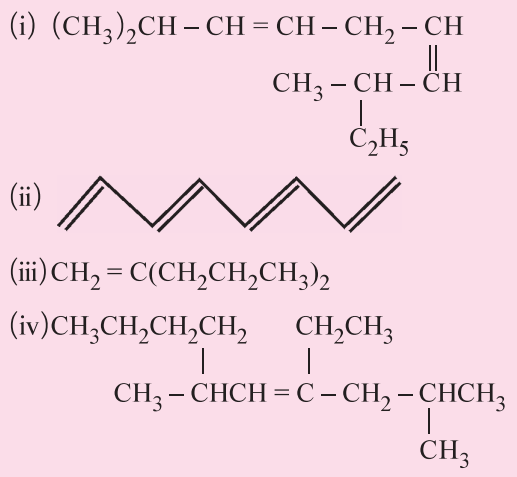 (i) (CH₃)₂CH – CH = CH – CH₂ – CH
||
CH₃ – CH – CH
|
C₂H₅
(ii)
(iii) CH₂ = C(CH₂CH₂CH₃)₂
(iv) CH₃CH₂CH₂CH₂ CH₂CH₃
| |
CH₃ – CHCH = C – CH₂ – CHCH₃
|
CH₃